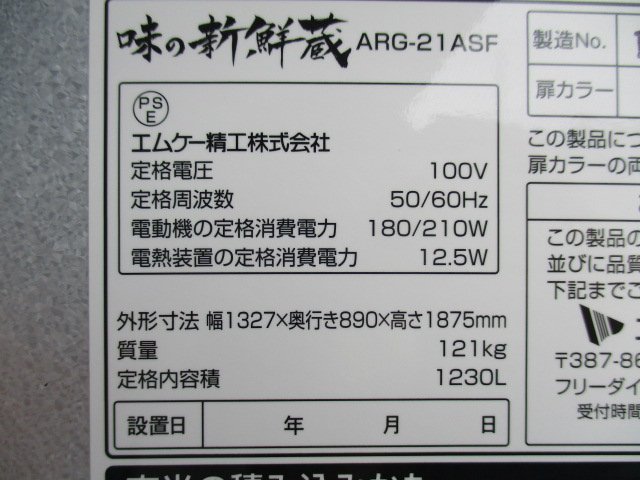 味の新鮮蔵 ARG-21ASF
PS
E
エムケー精工株式会社
定格電圧 100V
定格周波数 50/60Hz
電動機の定格消費電力 180/210W
電熱装置の定格消費電力 12.5W
外形寸法 幅1327×奥行き890×高さ1875mm
質量 121kg
定格内容積 1230L
設置日 年 月 日
製造No.
扉カラー
この製品につ
扉カラーの両
この製品の
並びに品質
下記までご
〒387-86
フリーダイ
受付時間